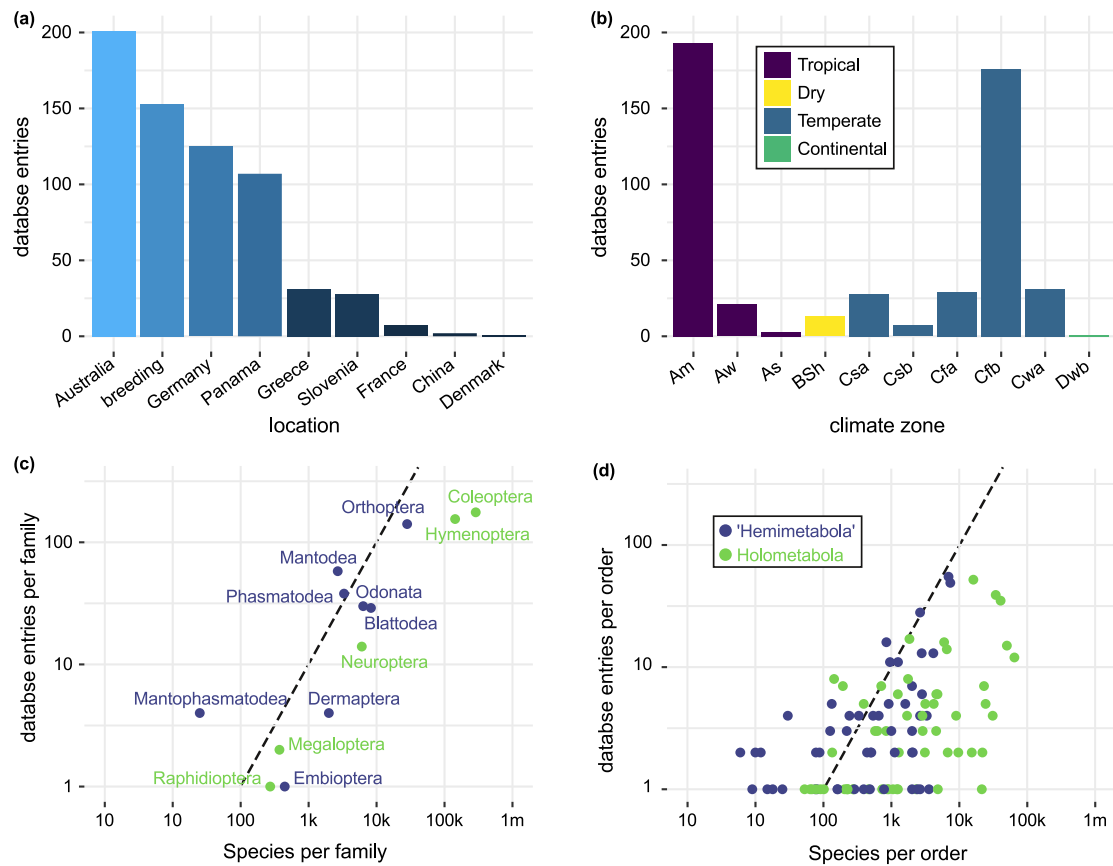 (a)
200
150
100
50
0
databse entries
Australia
breeding
Germany
Panama
Greece
Slovenia
France
China
Denmark
location
(b)
200
150
100
50
0
databse entries
Tropical
Dry
Temperate
Continental
Am
Aw
As
BSh
Csa
Csb
Cfa
Cfb
Cwa
Dwb
climate zone
(c)
100
10
1
databse entries per family
Coleoptera
Orthoptera
Hymenoptera
Mantodea
Phasmatodea
Odonata
Blattodea
Neuroptera
Mantophasmatodea
Dermaptera
Megaloptera
Raphidioptera
Embioptera
10
100
1k
10k
100k
1m
Species per family
(d)
100
10
1
databse entries per order
'Hemimetabola'
Holometabola
10
10
100
1k
10k
100k
1m
Species per order